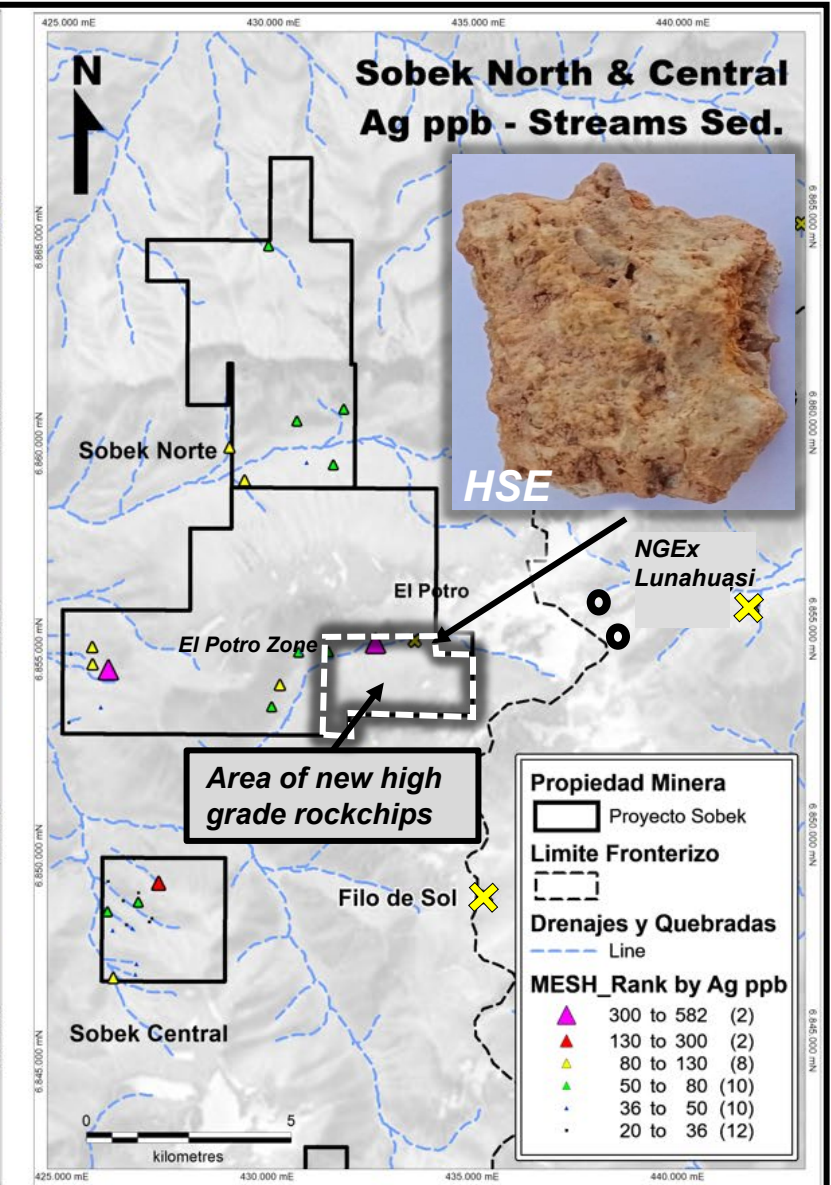 425.000 mE
430.000 mE
435.000 mE
440.000 mE
N
Sobek North & Central
Ag ppb - Streams Sed.
6.865.000 mN
6.865.000 mN
HSE
6.860.000 mN
6.860.000 mN
Sobek Norte
NGEx
Lunahuasi
El Potro
6.855.000 mN
6.855.000 mN
El Potro Zone
Area of new high
grade rockchips
6.850.000 mN
6.850.000 mN
Filo de Sol
Sobek Central
Propiedad Minera
Proyecto Sobek
Limite Fronterizo
Drenajes y Quebradas
Line
MESH_Rank by Ag ppb
300 to 582 (2)
130 to 300 (2)
80 to 130 (8)
50 to 80 (10)
36 to 50 (10)
20 to 36 (12)
6.845.000 mN
6.845.000 mN
0 5
kilometres
425.000 mE
430.000 mE
435.000 mE
440.000 mE